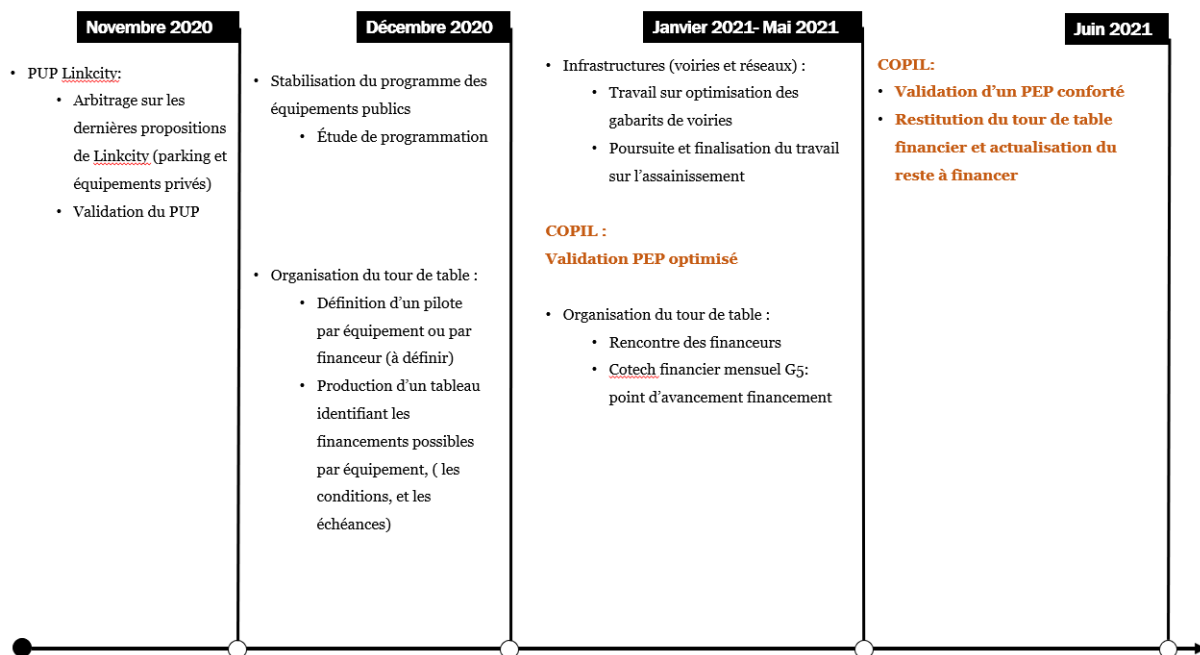 Novembre 2020
• PUP Linkcity:
• Arbitrage sur les
dernières propositions
de Linkcity (parking et
équipements privés)
• Validation du PUP
Décembre 2020
• Stabilisation du programme des
équipements publics
• Étude de programmation
• Organisation du tour de table :
• Définition d’un pilote
par équipement ou par
financeur (à définir)
• Production d’un tableau
identifiant les
financements possibles
par équipement, ( les
conditions, et les
échéances)
Janvier 2021- Mai 2021
• Infrastructures (voiries et réseaux) :
• Travail sur optimisation des
gabarits de voiries
• Poursuite et finalisation du travail
sur l’assainissement
COPIL :
Validation PEP optimisé
• Organisation du tour de table :
• Rencontre des financeurs
• Cotech financier mensuel G5:
point d’avancement financement
Juin 2021
COPIL:
• Validation d’un PEP conforté
• Restitution du tour de table
financier et actualisation du
reste à financer